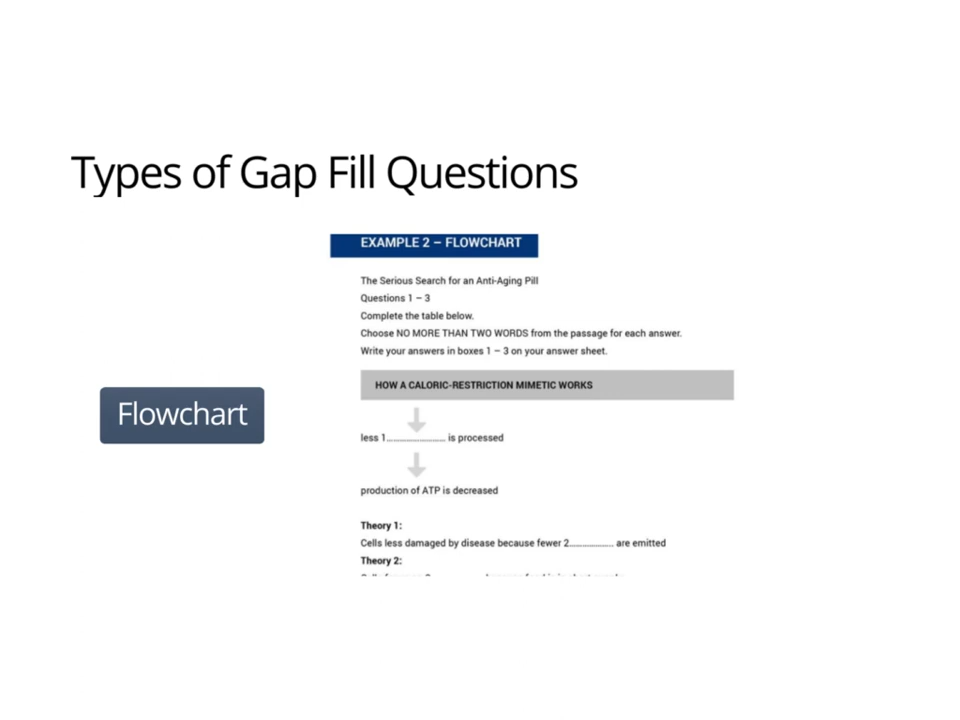 Types of Gap Fill Questions
EXAMPLE 2 – FLOWCHART
The Serious Search for an Anti-Aging Pill
Questions 1 – 3
Complete the table below.
Choose NO MORE THAN TWO WORDS from the passage for each answer.
Write your answers in boxes 1 – 3 on your answer sheet.
HOW A CALORIC-RESTRICTION MIMETIC WORKS
Flowchart
less 1........................ is processed
production of ATP is decreased
Theory 1:
Cells less damaged by disease because fewer 2.................. are emitted
Theory 2: